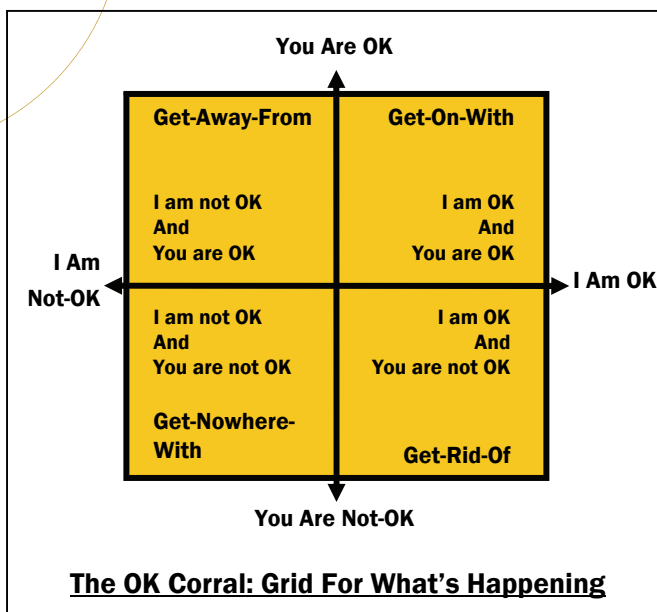 You Are OK
Get-Away-From
Get-On-With
I am not OK
And
You are OK
I am OK
And
You are OK
I Am
Not-OK
I Am OK
I am not OK
And
You are not OK
I am OK
And
You are not OK
Get-Nowhere-
With
Get-Rid-Of
You Are Not-OK
The OK Corral: Grid For What's Happening